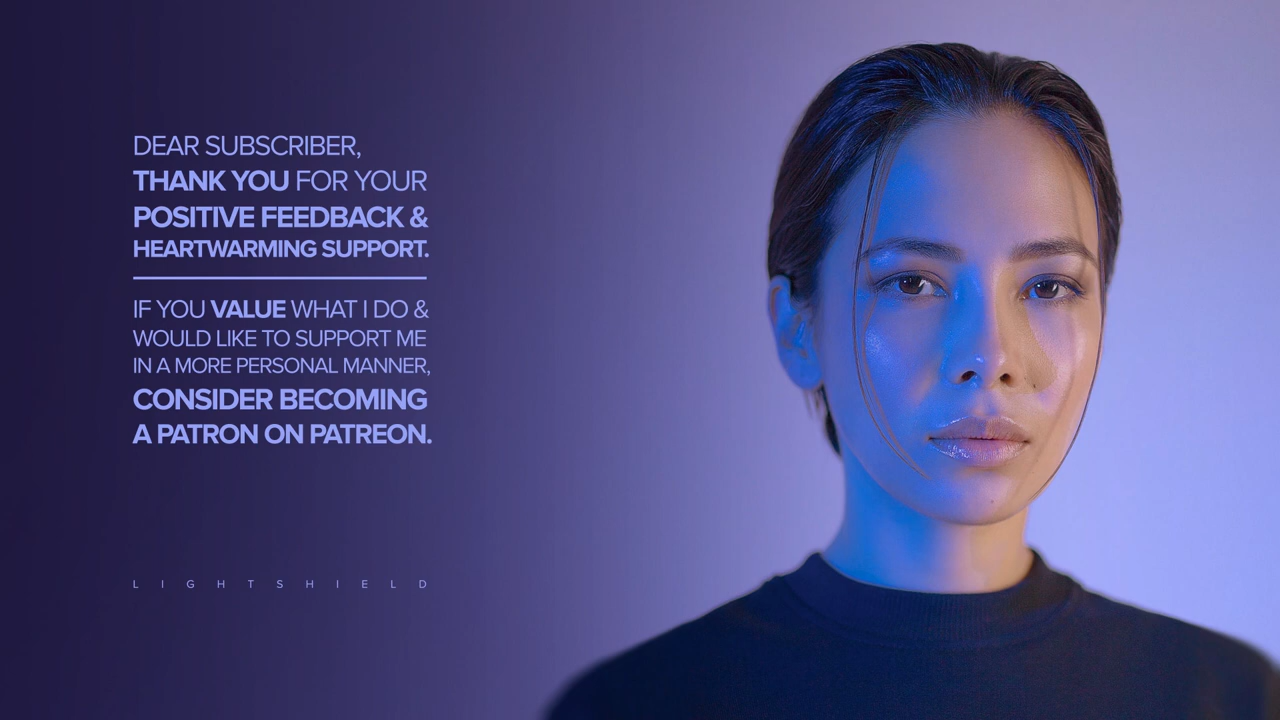 DEAR SUBSCRIBER,
THANK YOU FOR YOUR
POSITIVE FEEDBACK &
HEARTWARMING SUPPORT.
IF YOU VALUE WHAT I DO &
WOULD LIKE TO SUPPORT ME
IN A MORE PERSONAL MANNER,
CONSIDER BECOMING
A PATRON ON PATREON.
LIGHTSHIELD